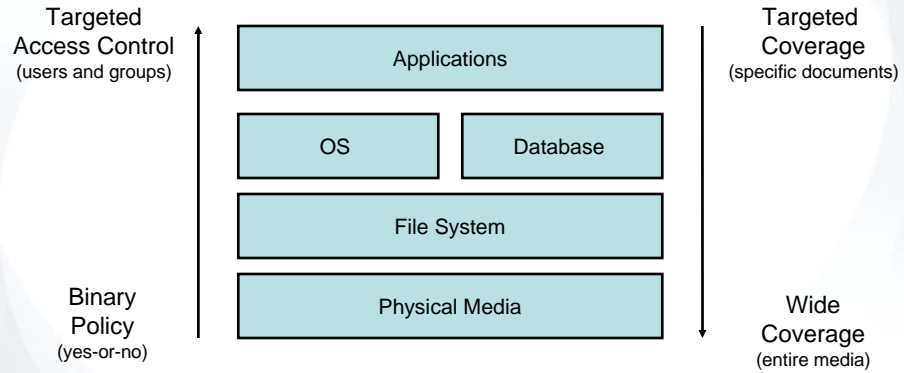 Targeted
Access Control
(users and groups)
Applications
Targeted
Coverage
(specific documents)
OS
Database
File System
Binary
Policy
(yes-or-no)
Physical Media
Wide
Coverage
(entire media)